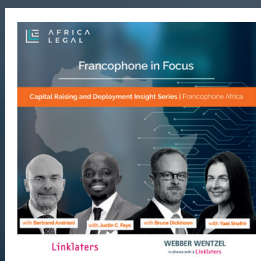 AFRICA
LEGAL
Francophone in Focus
Capital Raising and Deployment Insight Series | Francophone Africa
with Bertrand Andriani
with Justin C. Faye
with Bruce Dickinson
with Yael Shafrir
Linklaters
WEBBER WENTZEL
in alliance with > Linklaters